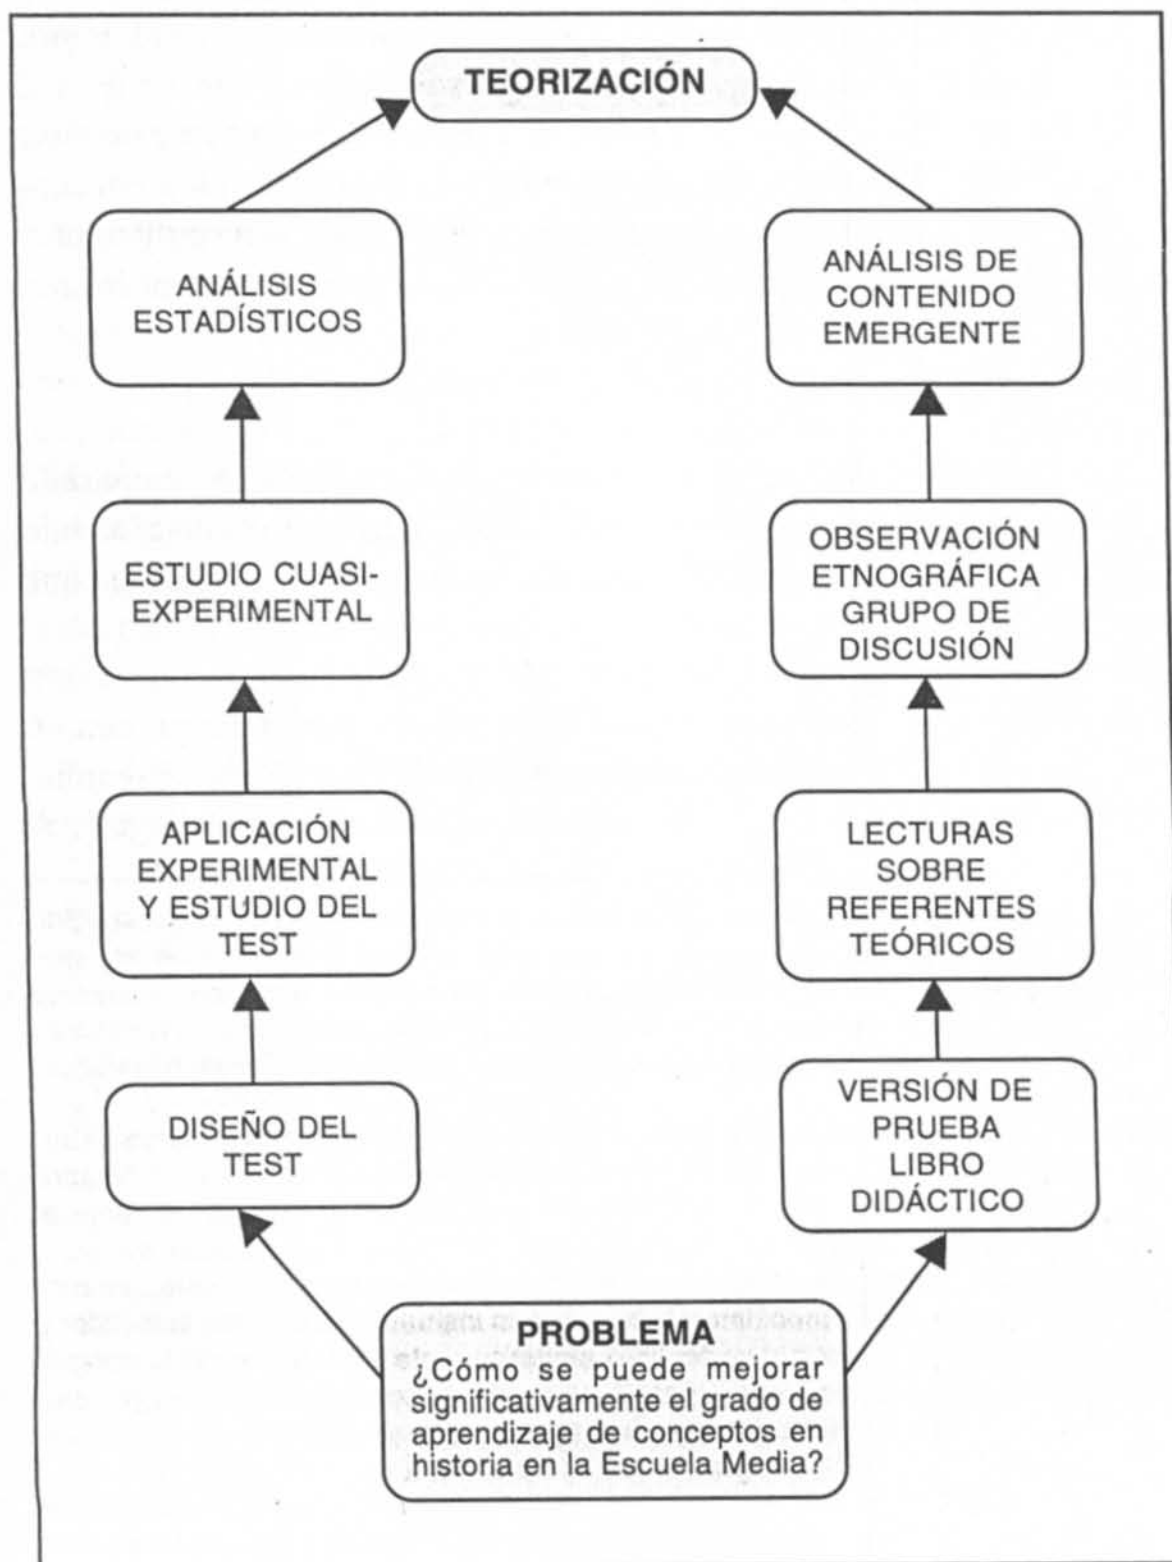 TEORIZACIÓN
ANÁLISIS
ESTADÍSTICOS
ANÁLISIS DE
CONTENIDO
EMERGENTE
ESTUDIO CUASI-
EXPERIMENTAL
OBSERVACIÓN
ETNOGRÁFICA
GRUPO DE
DISCUSIÓN
APLICACIÓN
EXPERIMENTAL
Y ESTUDIO DEL
TEST
LECTURAS
SOBRE
REFERENTES
TEÓRICOS
DISEÑO DEL
TEST
VERSIÓN DE
PRUEBA
LIBRO
DIDÁCTICO
PROBLEMA
¿Cómo se puede mejorar
significativamente el grado de
aprendizaje de conceptos en
historia en la Escuela Media?